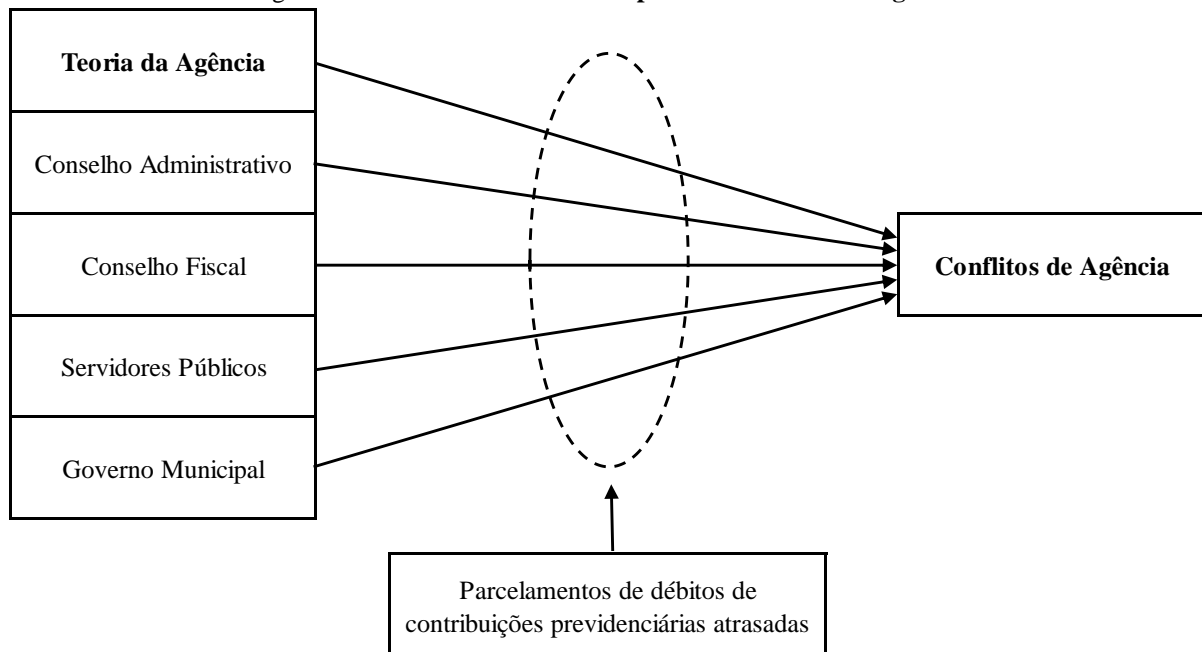 Teoria da Agência
Conselho Administrativo
Conselho Fiscal
Conflitos de Agência
Servidores Públicos
Governo Municipal
Parcelamentos de débitos de
contribuições previdenciárias atrasadas